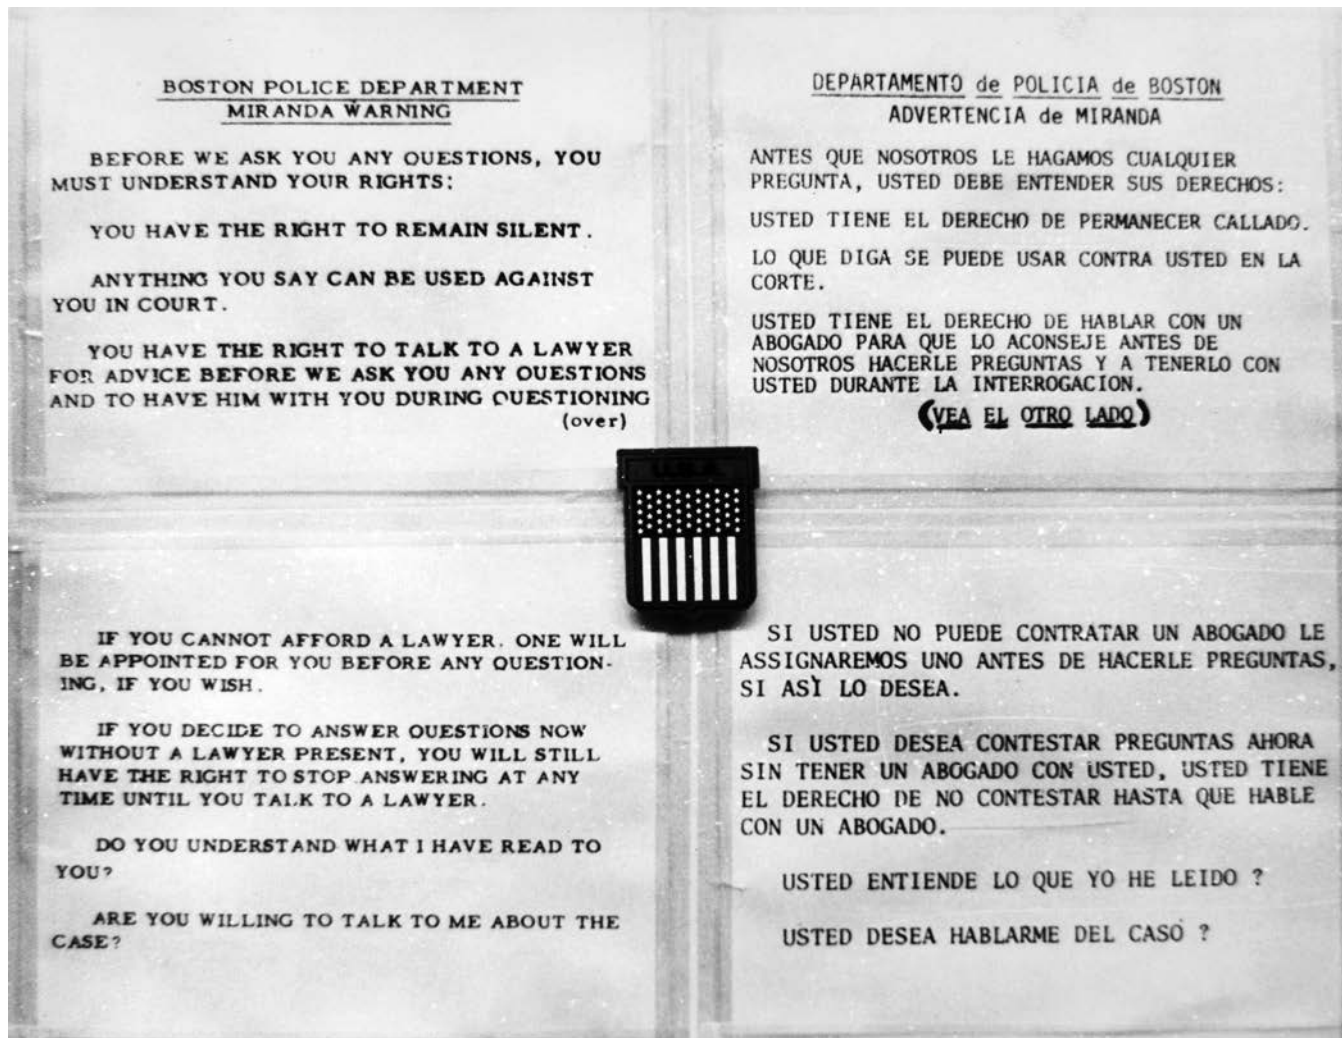 BOSTON POLICE DEPARTMENT
MIRANDA WARNING
BEFORE WE ASK YOU ANY QUESTIONS, YOU
MUST UNDERSTAND YOUR RIGHTS:
YOU HAVE THE RIGHT TO REMAIN SILENT.
ANYTHING YOU SAY CAN BE USED AGAINST
YOU IN COURT.
YOU HAVE THE RIGHT TO TALK TO A LAWYER
FOR ADVICE BEFORE WE ASK YOU ANY QUESTIONS
AND TO HAVE HIM WITH YOU DURING QUESTIONING
(over)
DEPARTAMENTO de POLICIA de BOSTON
ADVERTENCIA de MIRANDA
ANTES QUE NOSOTROS LE HAGAMOS CUALQUIER
PREGUNTA, USTED DEBE ENTENDER SUS DERECHOS:
USTED TIENE EL DERECHO DE PERMANECER CALLADO.
LO QUE DIGA SE PUEDE USAR CONTRA USTED EN LA
CORTE.
USTED TIENE EL DERECHO DE HABLAR CON UN
ABOGADO PARA QUE LO ACONSEJE ANTES DE
NOSOTROS HACERLE PREGUNTAS Y A TENERLO CON
USTED DURANTE LA INTERROGACION.
(VEA EL OTRO LADO)
IF YOU CANNOT AFFORD A LAWYER. ONE WILL
BE APPOINTED FOR YOU BEFORE ANY QUESTION-
ING, IF YOU WISH.
IF YOU DECIDE TO ANSWER QUESTIONS NOW
WITHOUT A LAWYER PRESENT, YOU WILL STILL
HAVE THE RIGHT TO STOP ANSWERING AT ANY
TIME UNTIL YOU TALK TO A LAWYER.
DO YOU UNDERSTAND WHAT I HAVE READ TO
YOU?
ARE YOU WILLING TO TALK TO ME ABOUT THE
CASE?
SI USTED NO PUEDE CONTRATAR UN ABOGADO LE
ASSIGNAREMOS UNO ANTES DE HACERLE PREGUNTAS,
SI ASÌ LO DESEA.
SI USTED DESEA CONTESTAR PREGUNTAS AHORA
SIN TENER UN ABOGADO CON USTED, USTED TIENE
EL DERECHO DE NO CONTESTAR HASTA QUE HABLE
CON UN ABOGADO.
USTED ENTIENDE LO QUE YO HE LEIDO ?
USTED DESEA HABLARME DEL CASO ?